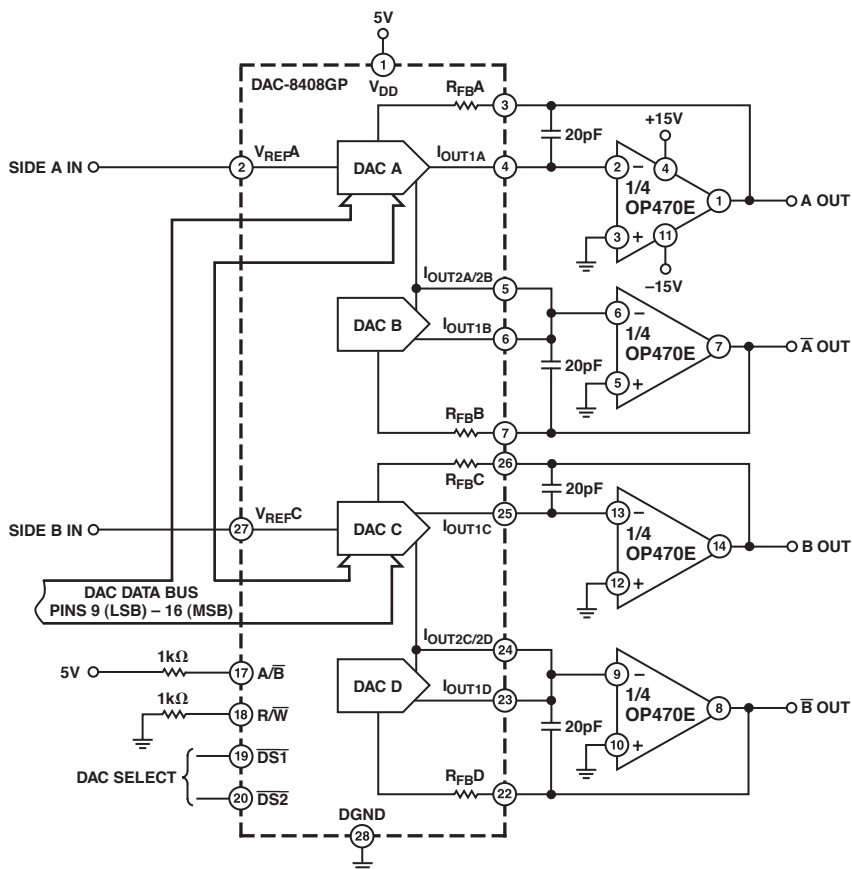 5V
1
VDD
DAC-8408GP
RFBA
3
20pF
+15V
4
SIDE A IN
2
VREFA
DAC A
IOUT1A
4
2
–
1/4
OP470E
1
A OUT
3
+
11
–15V
IOUT2A/2B
5
DAC B
IOUT1B
6
6
–
1/4
OP470E
7
A̅ OUT
20pF
5
+
RFBB
7
26
RFBC
20pF
SIDE B IN
27
VREFC
DAC C
IOUT1C
25
13
–
1/4
OP470E
14
B OUT
12
+
DAC DATA BUS
PINS 9 (LSB) – 16 (MSB)
IOUT2C/2D
24
5V
1kΩ
17
A/B̅
DAC D
IOUT1D
23
9
–
1/4
OP470E
8
B̅ OUT
1kΩ
18
R/W̅
20pF
10
+
DAC SELECT
19
D̅S̅1̅
20
D̅S̅2̅
RFBD
22
DGND
28